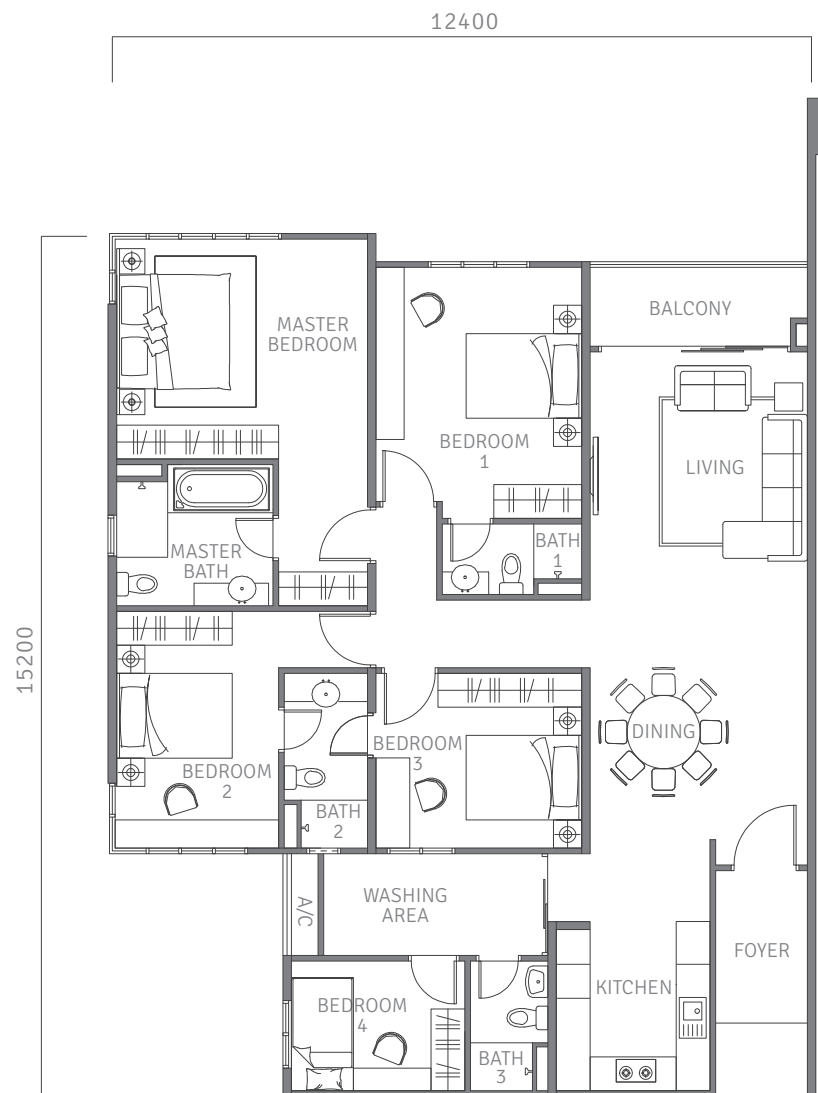 12400
BALCONY
MASTER
BEDROOM
BEDROOM
1
LIVING
MASTER
BATH
BATH
1
15200
DINING
BEDROOM
2
BEDROOM
3
BATH
2
WASHING
AREA
A/C
FOYER
KITCHEN
BEDROOM
4
BATH
3